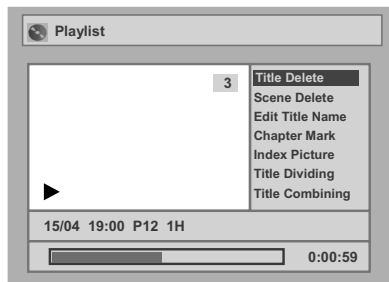 Playlist
3
Title Delete
Scene Delete
Edit Title Name
Chapter Mark
Index Picture
Title Dividing
Title Combining
15/04 19:00 P12 1H
0:00:59